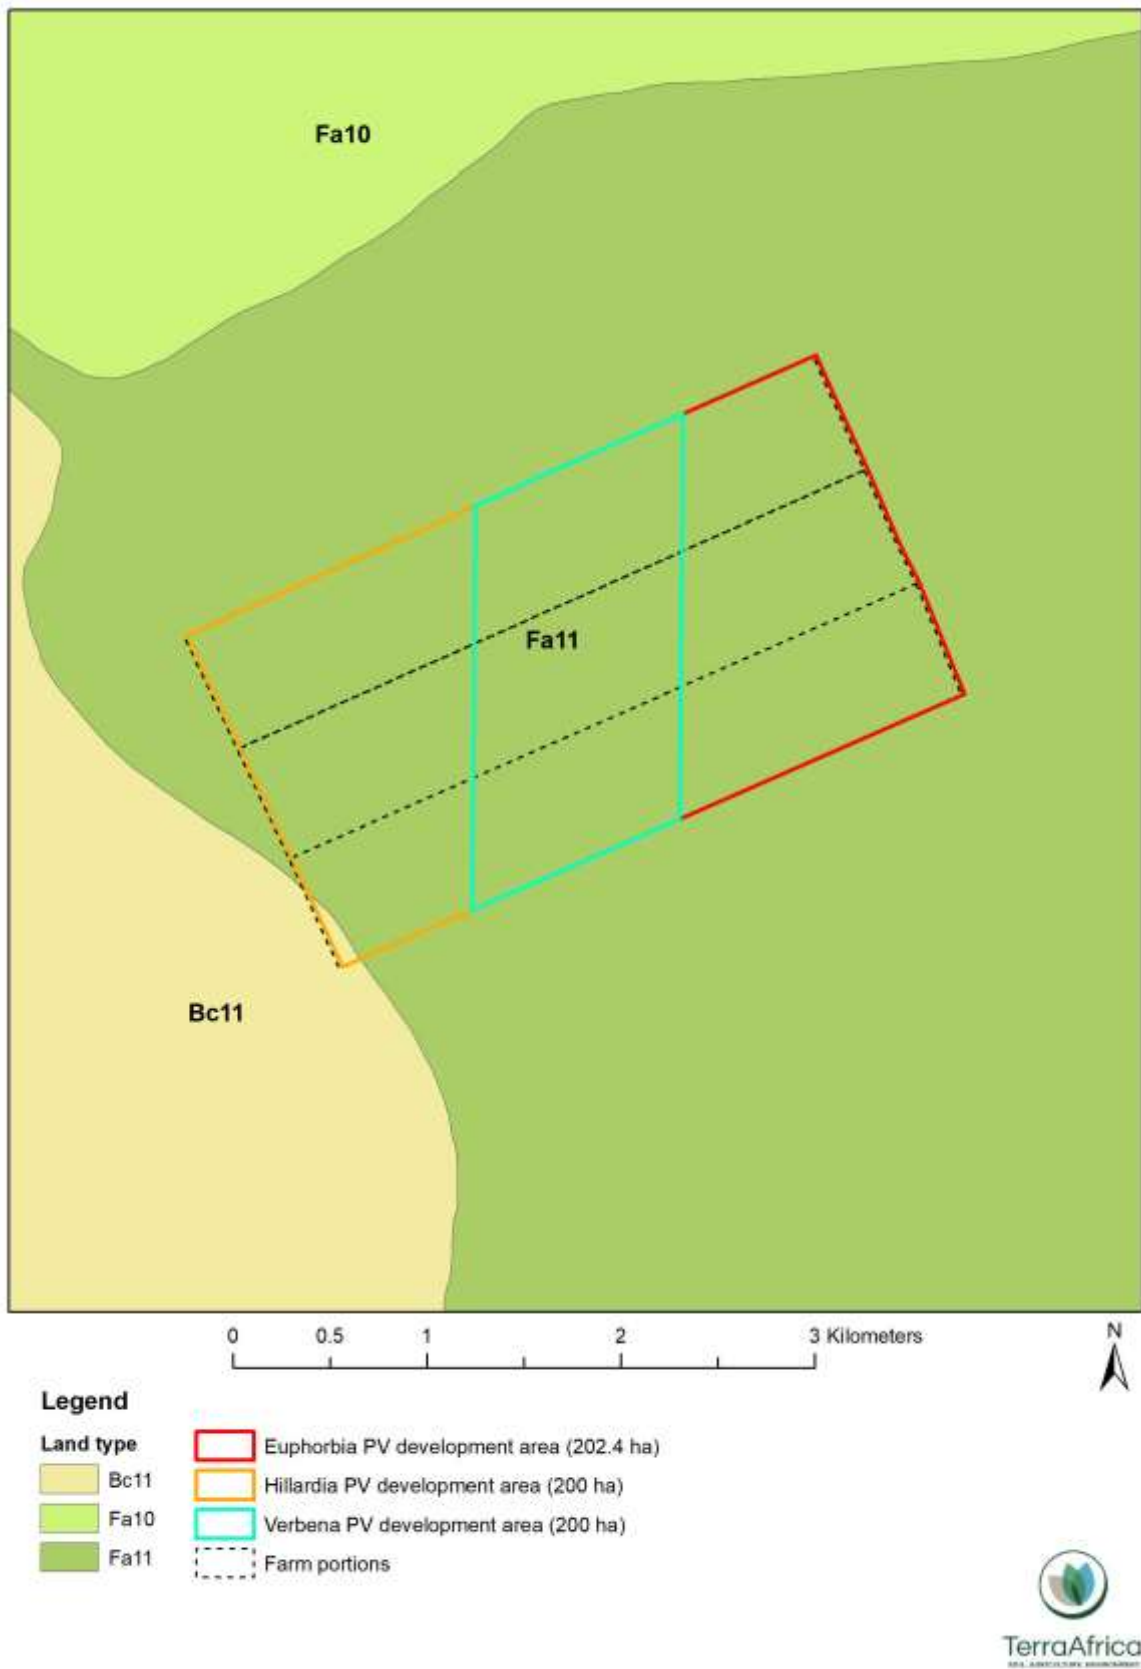 Fa10
Fa11
Bc11
0 0.5 1 2 3 Kilometers
N
Legend
Land type
Bc11
Fa10
Fa11
Euphorbia PV development area (202.4 ha)
Hillardia PV development area (200 ha)
Verbena PV development area (200 ha)
Farm portions
TerraAfrica